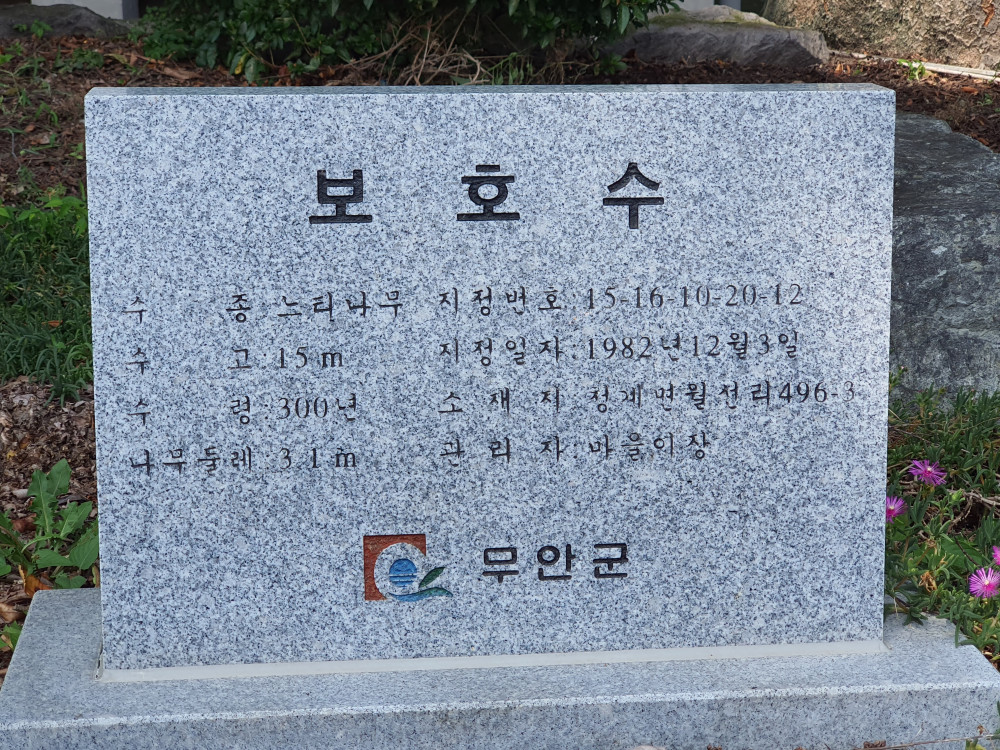 보 호 수
수 종 느티나무 지정번호 15-16-10-20-12
수 고 15m 지정일자 1982년12월3일
수 령 300년 소 재 지 청계면월선리496-3
나무둘레 3.1m 관 리 자 마을이장
무안군